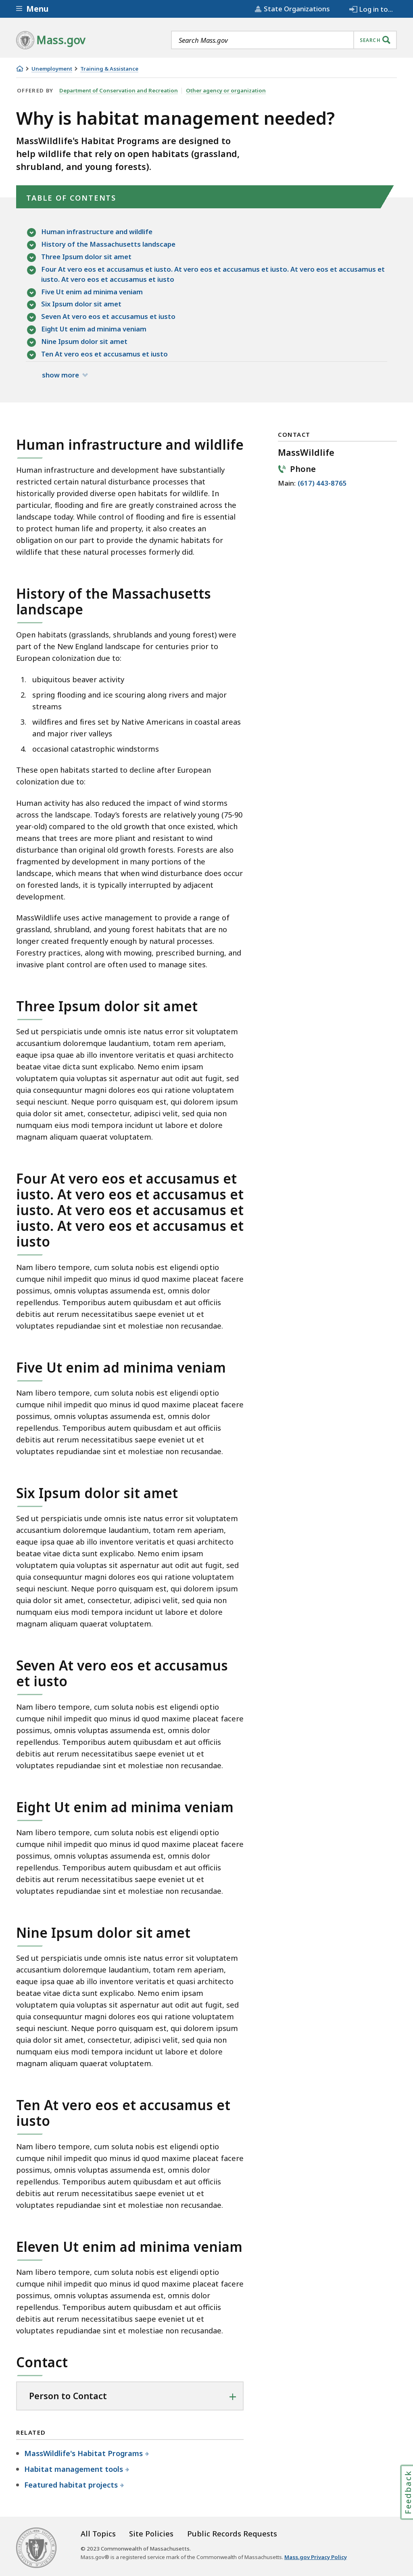 Menu
State Organizations
Log in to...
Mass.gov
Search Mass.gov
SEARCH
Unemployment
Training & Assistance
OFFERED BY Department of Conservation and Recreation Other agency or organization
Why is habitat management needed?
MassWildlife's Habitat Programs are designed to
help wildlife that rely on open habitats (grassland,
shrubland, and young forests).
TABLE OF CONTENTS
Human infrastructure and wildlife
History of the Massachusetts landscape
Three Ipsum dolor sit amet
Four At vero eos et accusamus et iusto. At vero eos et accusamus et iusto. At vero eos et accusamus et
iusto. At vero eos et accusamus et iusto
Five Ut enim ad minima veniam
Six Ipsum dolor sit amet
Seven At vero eos et accusamus et iusto
Eight Ut enim ad minima veniam
Nine Ipsum dolor sit amet
Ten At vero eos et accusamus et iusto
show more
Human infrastructure and wildlife
Human infrastructure and development have substantially
restricted certain natural disturbance processes that
historically provided diverse open habitats for wildlife. In
particular, flooding and fire are greatly constrained across the
landscape today. While control of flooding and fire is essential
to protect human life and property, it also creates an
obligation on our part to provide the dynamic habitats for
wildlife that these natural processes formerly did.
CONTACT
MassWildlife
Phone
Main: (617) 443-8765
History of the Massachusetts
landscape
Open habitats (grasslands, shrublands and young forest) were
part of the New England landscape for centuries prior to
European colonization due to:
1. ubiquitous beaver activity
2. spring flooding and ice scouring along rivers and major
streams
3. wildfires and fires set by Native Americans in coastal areas
and major river valleys
4. occasional catastrophic windstorms
These open habitats started to decline after European
colonization due to:
Human activity has also reduced the impact of wind storms
across the landscape. Today's forests are relatively young (75-90
year-old) compared to the old growth that once existed, which
means that trees are more pliant and resistant to wind
disturbance than original old growth forests. Forests are also
fragmented by development in many portions of the
landscape, which means that when wind disturbance does occur
on forested lands, it is typically interrupted by adjacent
development.
MassWildlife uses active management to provide a range of
grassland, shrubland, and young forest habitats that are no
longer created frequently enough by natural processes.
Forestry practices, along with mowing, prescribed burning, and
invasive plant control are often used to manage sites.
Three Ipsum dolor sit amet
Sed ut perspiciatis unde omnis iste natus error sit voluptatem
accusantium doloremque laudantium, totam rem aperiam,
eaque ipsa quae ab illo inventore veritatis et quasi architecto
beatae vitae dicta sunt explicabo. Nemo enim ipsam
voluptatem quia voluptas sit aspernatur aut odit aut fugit, sed
quia consequuntur magni dolores eos qui ratione voluptatem
sequi nesciunt. Neque porro quisquam est, qui dolorem ipsum
quia dolor sit amet, consectetur, adipisci velit, sed quia non
numquam eius modi tempora incidunt ut labore et dolore
magnam aliquam quaerat voluptatem.
Four At vero eos et accusamus et
iusto. At vero eos et accusamus et
iusto. At vero eos et accusamus et
iusto. At vero eos et accusamus et
iusto
Nam libero tempore, cum soluta nobis est eligendi optio
cumque nihil impedit quo minus id quod maxime placeat facere
possimus, omnis voluptas assumenda est, omnis dolor
repellendus. Temporibus autem quibusdam et aut officiis
debitis aut rerum necessitatibus saepe eveniet ut et
voluptates repudiandae sint et molestiae non recusandae.
Five Ut enim ad minima veniam
Nam libero tempore, cum soluta nobis est eligendi optio
cumque nihil impedit quo minus id quod maxime placeat facere
possimus, omnis voluptas assumenda est, omnis dolor
repellendus. Temporibus autem quibusdam et aut officiis
debitis aut rerum necessitatibus saepe eveniet ut et
voluptates repudiandae sint et molestiae non recusandae.
Six Ipsum dolor sit amet
Sed ut perspiciatis unde omnis iste natus error sit voluptatem
accusantium doloremque laudantium, totam rem aperiam,
eaque ipsa quae ab illo inventore veritatis et quasi architecto
beatae vitae dicta sunt explicabo. Nemo enim ipsam
voluptatem quia voluptas sit aspernatur aut odit aut fugit, sed
quia consequuntur magni dolores eos qui ratione voluptatem
sequi nesciunt. Neque porro quisquam est, qui dolorem ipsum
quia dolor sit amet, consectetur, adipisci velit, sed quia non
numquam eius modi tempora incidunt ut labore et dolore
magnam aliquam quaerat voluptatem.
Seven At vero eos et accusamus
et iusto
Nam libero tempore, cum soluta nobis est eligendi optio
cumque nihil impedit quo minus id quod maxime placeat facere
possimus, omnis voluptas assumenda est, omnis dolor
repellendus. Temporibus autem quibusdam et aut officiis
debitis aut rerum necessitatibus saepe eveniet ut et
voluptates repudiandae sint et molestiae non recusandae.
Eight Ut enim ad minima veniam
Nam libero tempore, cum soluta nobis est eligendi optio
cumque nihil impedit quo minus id quod maxime placeat facere
possimus, omnis voluptas assumenda est, omnis dolor
repellendus. Temporibus autem quibusdam et aut officiis
debitis aut rerum necessitatibus saepe eveniet ut et
voluptates repudiandae sint et molestiae non recusandae.
Nine Ipsum dolor sit amet
Sed ut perspiciatis unde omnis iste natus error sit voluptatem
accusantium doloremque laudantium, totam rem aperiam,
eaque ipsa quae ab illo inventore veritatis et quasi architecto
beatae vitae dicta sunt explicabo. Nemo enim ipsam
voluptatem quia voluptas sit aspernatur aut odit aut fugit, sed
quia consequuntur magni dolores eos qui ratione voluptatem
sequi nesciunt. Neque porro quisquam est, qui dolorem ipsum
quia dolor sit amet, consectetur, adipisci velit, sed quia non
numquam eius modi tempora incidunt ut labore et dolore
magnam aliquam quaerat voluptatem.
Ten At vero eos et accusamus et
iusto
Nam libero tempore, cum soluta nobis est eligendi optio
cumque nihil impedit quo minus id quod maxime placeat facere
possimus, omnis voluptas assumenda est, omnis dolor
repellendus. Temporibus autem quibusdam et aut officiis
debitis aut rerum necessitatibus saepe eveniet ut et
voluptates repudiandae sint et molestiae non recusandae.
Eleven Ut enim ad minima veniam
Nam libero tempore, cum soluta nobis est eligendi optio
cumque nihil impedit quo minus id quod maxime placeat facere
possimus, omnis voluptas assumenda est, omnis dolor
repellendus. Temporibus autem quibusdam et aut officiis
debitis aut rerum necessitatibus saepe eveniet ut et
voluptates repudiandae sint et molestiae non recusandae.
Contact
Person to Contact
RELATED
MassWildlife's Habitat Programs
Habitat management tools
Featured habitat projects
Feedback
All Topics
Site Policies
Public Records Requests
© 2023 Commonwealth of Massachusetts.
Mass.gov® is a registered service mark of the Commonwealth of Massachusetts. Mass.gov Privacy Policy